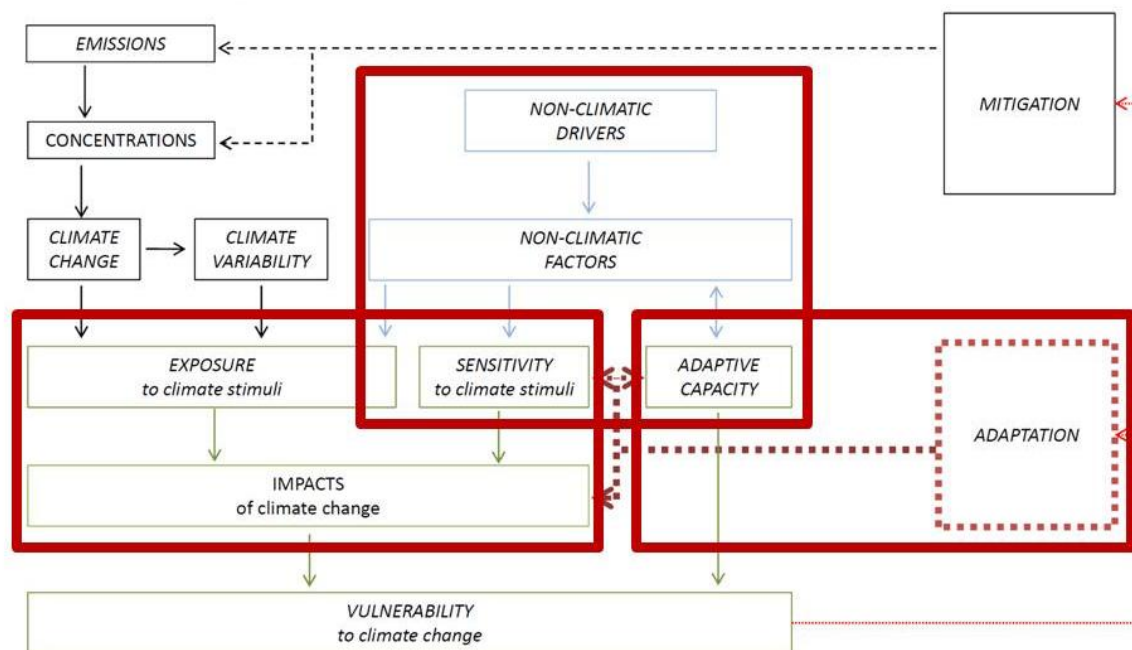 EMISSIONS
MITIGATION
NON-CLIMATIC
DRIVERS
CONCENTRATIONS
CLIMATE
CHANGE
CLIMATE
VARIABILITY
NON-CLIMATIC
FACTORS
EXPOSURE
to climate stimuli
SENSITIVITY
to climate stimuli
ADAPTIVE
CAPACITY
ADAPTATION
IMPACTS
of climate change
VULNERABILITY
to climate change